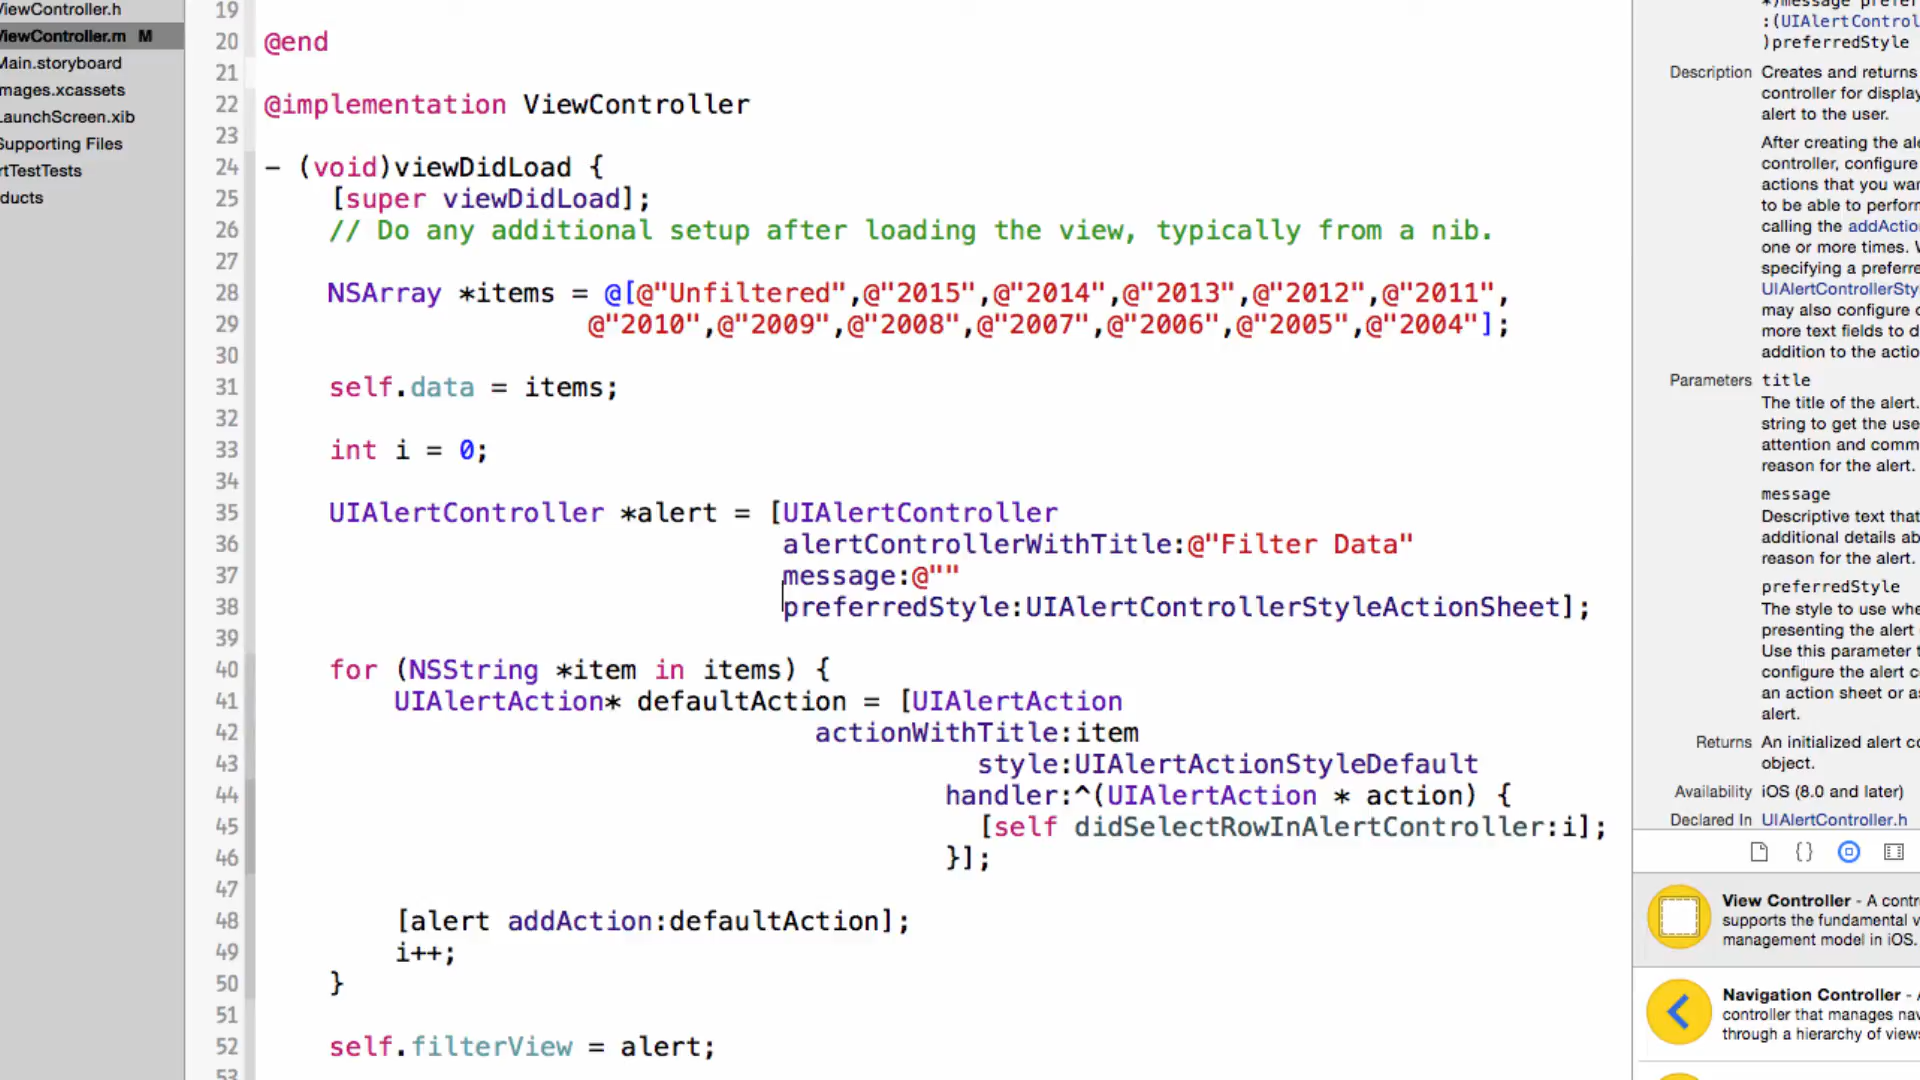 ViewController.h
ViewController.m M
Main.storyboard
mages.xcassets
LaunchScreen.xib
Supporting Files
rtTestTests
ducts
19
20 @end
21
22 @implementation ViewController
23
24 - (void)viewDidLoad {
25 [super viewDidLoad];
26 // Do any additional setup after loading the view, typically from a nib.
27
28 NSArray *items = @[@"Unfiltered",@"2015",@"2014",@"2013",@"2012",@"2011",
29 @"2010",@"2009",@"2008",@"2007",@"2006",@"2005",@"2004"];
30
31 self.data = items;
32
33 int i = 0;
34
35 UIAlertController *alert = [UIAlertController
36 alertControllerWithTitle:@"Filter Data"
37 message:@""
38 preferredStyle:UIAlertControllerStyleActionSheet];
39
40 for (NSString *item in items) {
41 UIAlertAction* defaultAction = [UIAlertAction
42 actionWithTitle:item
43 style:UIAlertActionStyleDefault
44 handler:^(UIAlertAction * action) {
45 [self didSelectRowInAlertController:i];
46 }];
47
48 [alert addAction:defaultAction];
49 i++;
50 }
51
52 self.filterView = alert;
53
*)message prefer
:(UIAlertControl
)preferredStyle
Description Creates and returns
controller for display
alert to the user.
After creating the ale
controller, configure
actions that you wan
to be able to perform
calling the addActio
one or more times. W
specifying a preferre
UIAlertControllerSty
may also configure o
more text fields to d
addition to the actio
Parameters title
The title of the alert.
string to get the use
attention and comm
reason for the alert.
message
Descriptive text that
additional details ab
reason for the alert.
preferredStyle
The style to use whe
presenting the alert
Use this parameter t
configure the alert c
an action sheet or as
alert.
Returns An initialized alert co
object.
Availability iOS (8.0 and later)
Declared In UIAlertController.h
{}
View Controller - A contr
supports the fundamental v
management model in iOS.
Navigation Controller - A
controller that manages nav
through a hierarchy of views